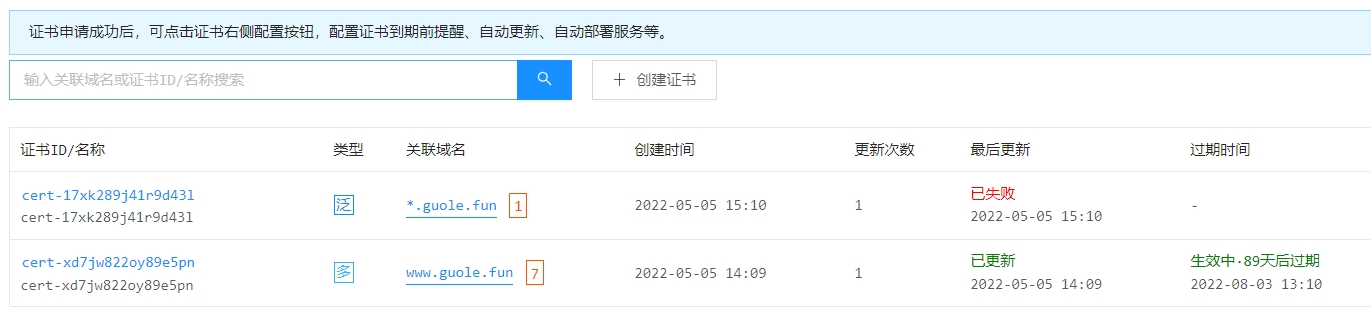 证书申请成功后，可点击证书右侧配置按钮，配置证书到期前提醒、自动更新、自动部署服务等。
输入关联域名或证书ID/名称搜索
+ 创建证书
证书ID/名称 类型 关联域名 创建时间 更新次数 最后更新 过期时间
cert-17xk289j41r9d43l 泛 *.guole.fun 1 2022-05-05 15:10 1 已失败 -
cert-17xk289j41r9d43l 2022-05-05 15:10
cert-xd7jw822oy89e5pn 多 www.guole.fun 7 2022-05-05 14:09 1 已更新 生效中·89天后过期
cert-xd7jw822oy89e5pn 2022-05-05 14:09 2022-08-03 13:10